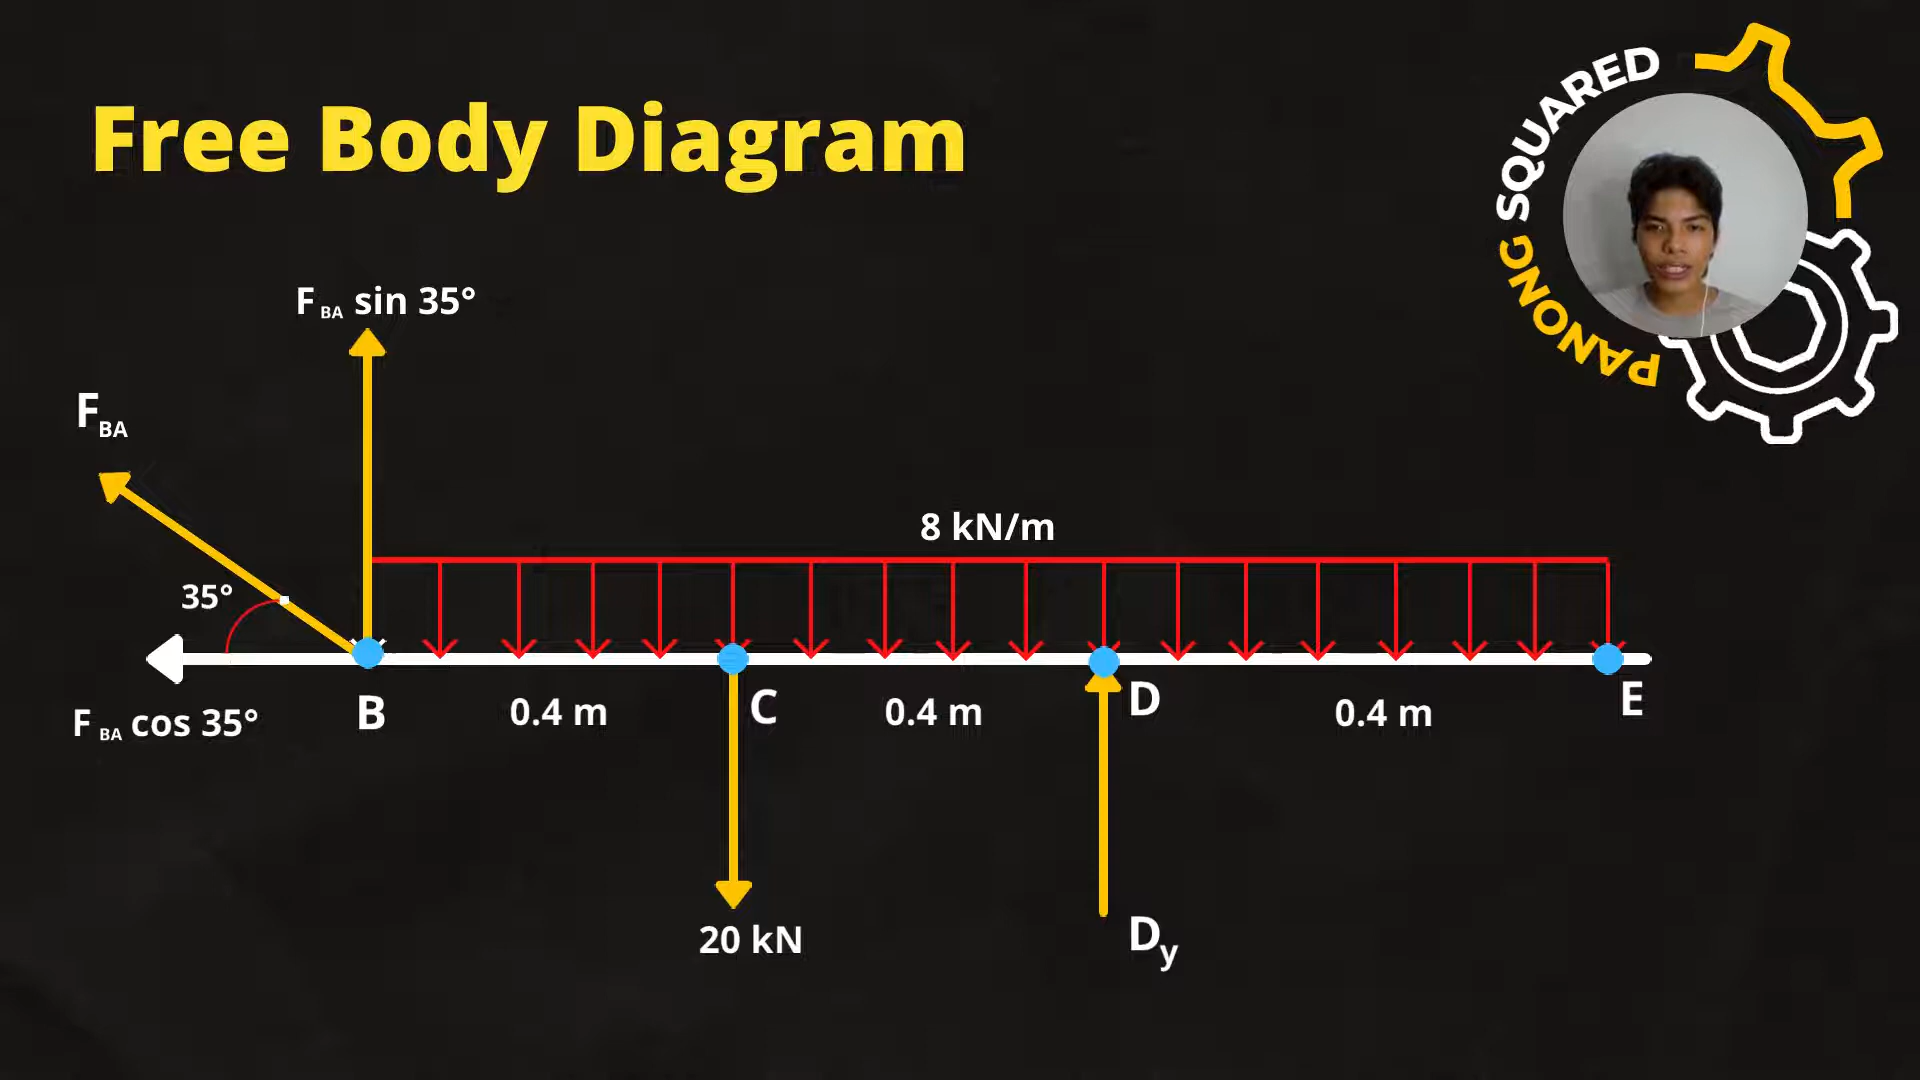 Free Body Diagram
PANONG SQUARED
F BA sin 35°
F BA
8 kN/m
35°
F BA cos 35°
B
0.4 m
C
0.4 m
D
0.4 m
E
20 kN
Dy